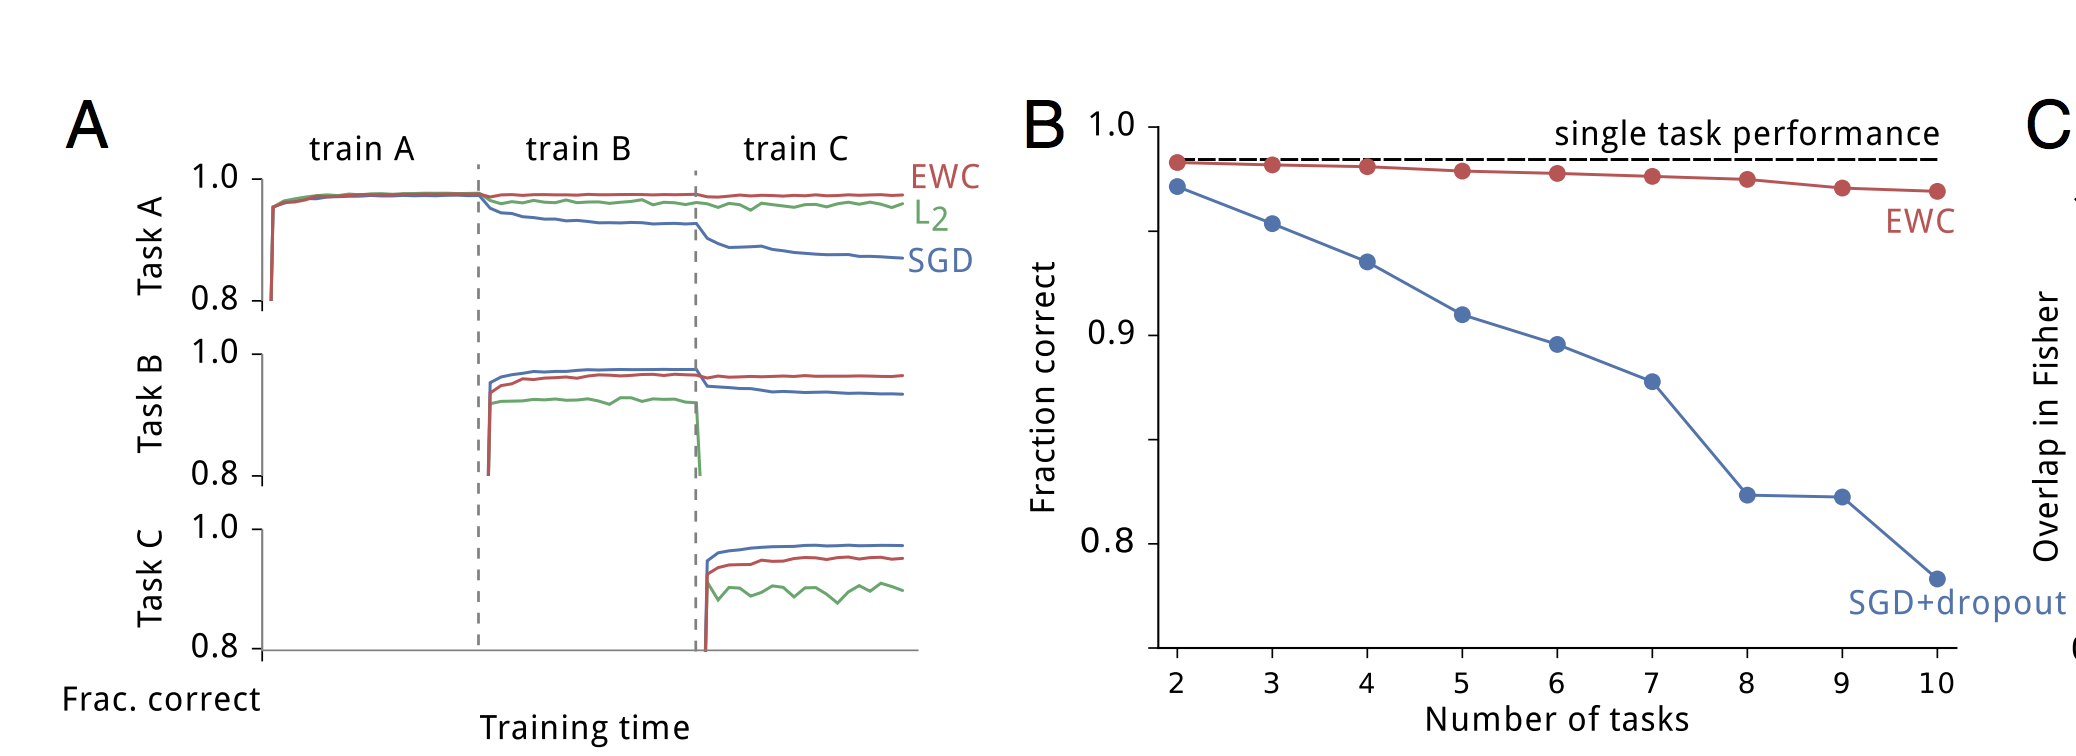 A
train A
train B
train C
1.0
0.8
Task A
EWC
L2
SGD
1.0
0.8
Task B
1.0
0.8
Task C
Frac. correct
Training time
B
1.0
0.9
0.8
Fraction correct
single task performance
EWC
SGD+dropout
2 3 4 5 6 7 8 9 10
Number of tasks
C
Overlap in Fisher